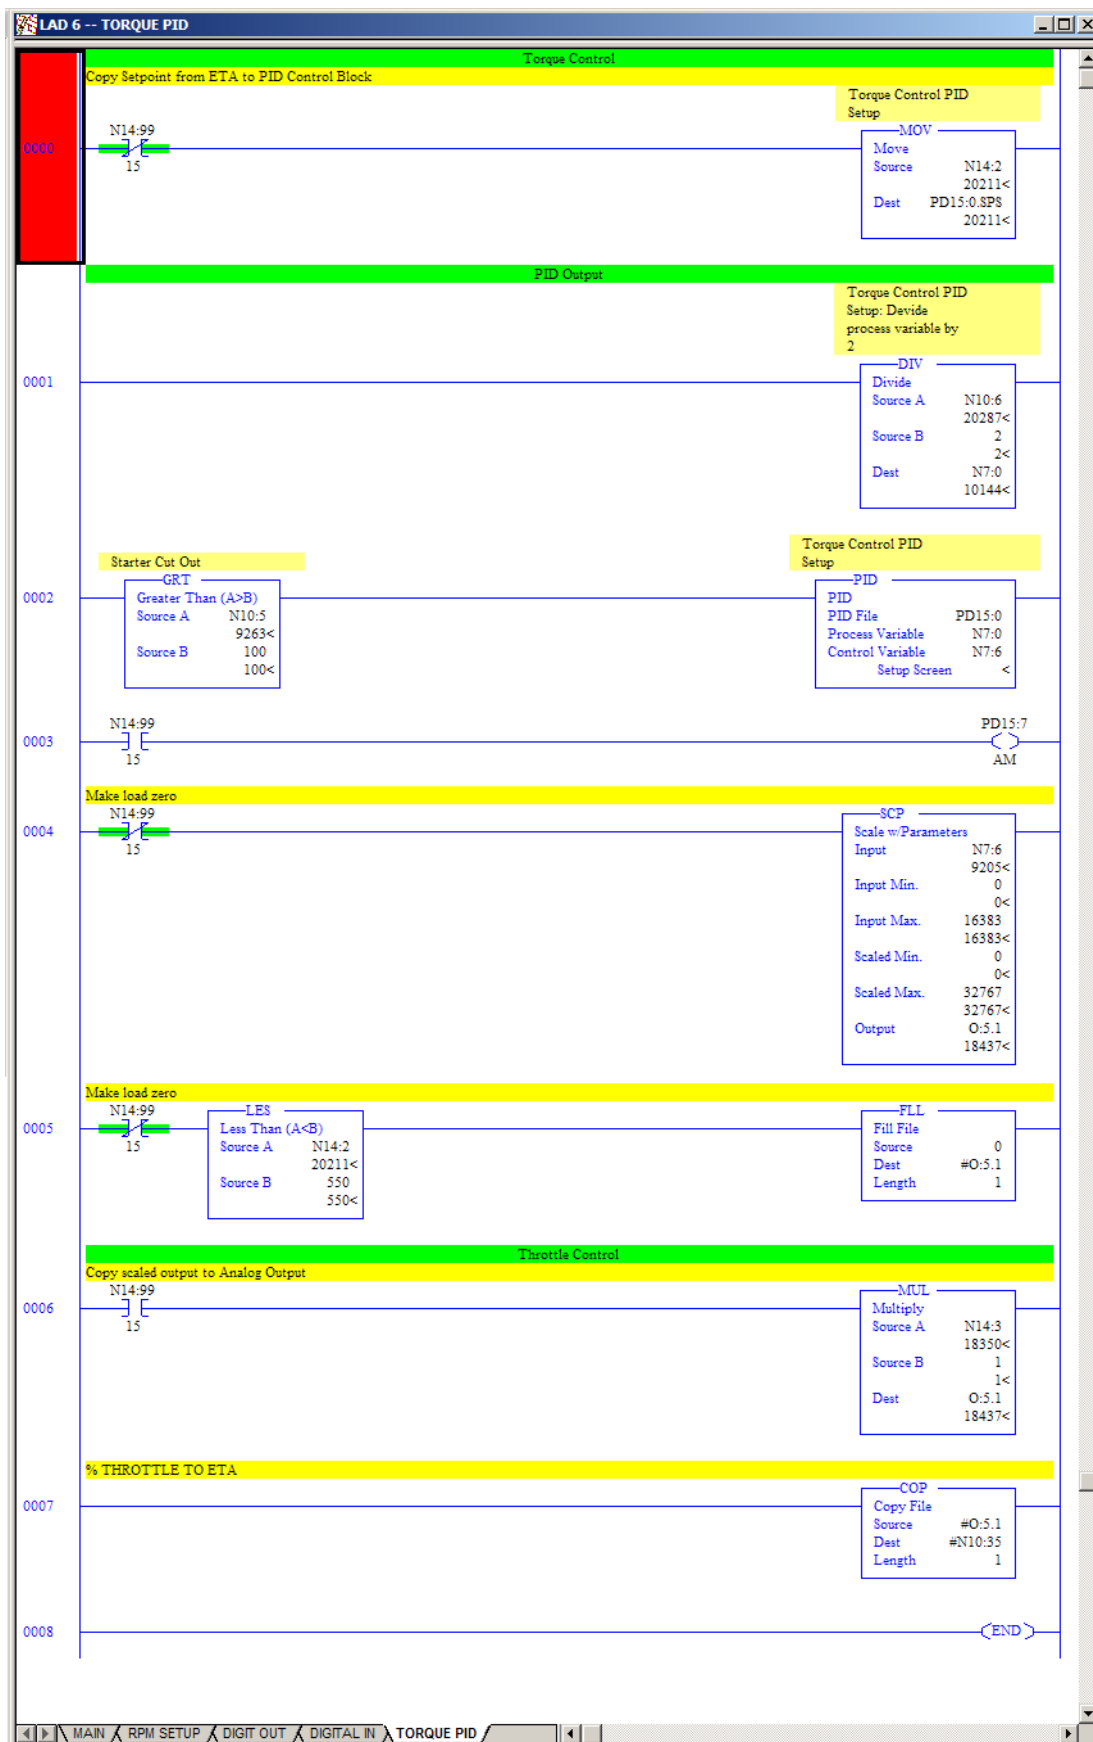 LAD 6 -- TORQUE PID
Torque Control
Copy Setpoint from ETA to PID Control Block
Torque Control PID
Setup
0000
N14:99
15
MOV
Move
Source N14:2
20211<
Dest PD15:0.SPS
20211<
PID Output
Torque Control PID
Setup: Devide
process variable by
2
0001
DIV
Divide
Source A N10:6
20287<
Source B 2
2<
Dest N7:0
10144<
Starter Cut Out
Torque Control PID
Setup
0002
GRT
Greater Than (A>B)
Source A N10:5
9263<
Source B 100
100<
PID
PID
PID File PD15:0
Process Variable N7:0
Control Variable N7:6
Setup Screen <
0003
N14:99
15
PD15:7
AM
Make load zero
0004
N14:99
15
SCP
Scale w/Parameters
Input N7:6
9205<
Input Min. 0
0<
Input Max. 16383
16383<
Scaled Min. 0
0<
Scaled Max. 32767
32767<
Output O:5.1
18437<
Make load zero
0005
N14:99
15
LES
Less Than (A<B)
Source A N14:2
20211<
Source B 550
550<
FLL
Fill File
Source 0
Dest #O:5.1
Length 1
Throttle Control
Copy scaled output to Analog Output
0006
N14:99
15
MUL
Multiply
Source A N14:3
18350<
Source B 1
1<
Dest O:5.1
18437<
% THROTTLE TO ETA
0007
COP
Copy File
Source #O:5.1
Dest #N10:35
Length 1
0008
END
MAIN RPM SETUP DIGIT OUT DIGITAL IN TORQUE PID